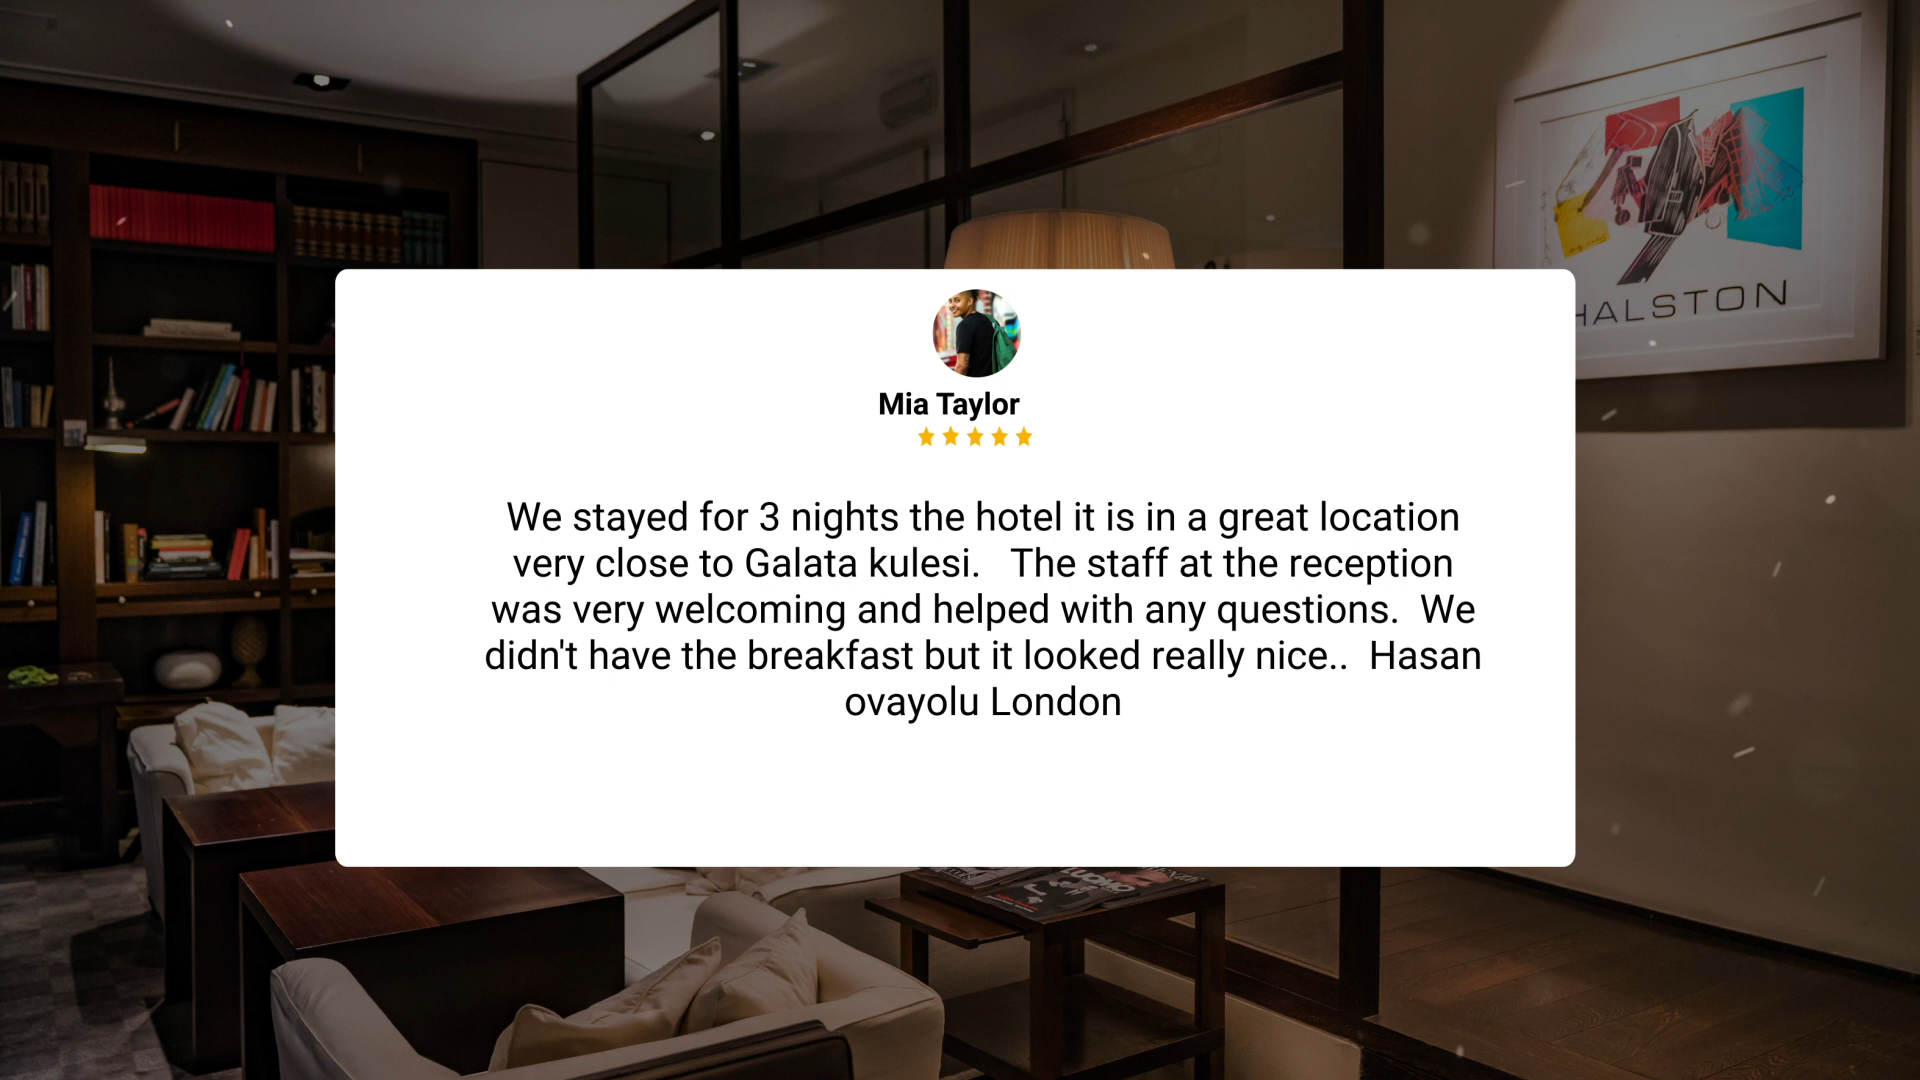 HALSTON
Mia Taylor
We stayed for 3 nights the hotel it is in a great location
very close to Galata kulesi.   The staff at the reception
was very welcoming and helped with any questions.  We
didn't have the breakfast but it looked really nice..  Hasan
ovayolu London
LUOMO